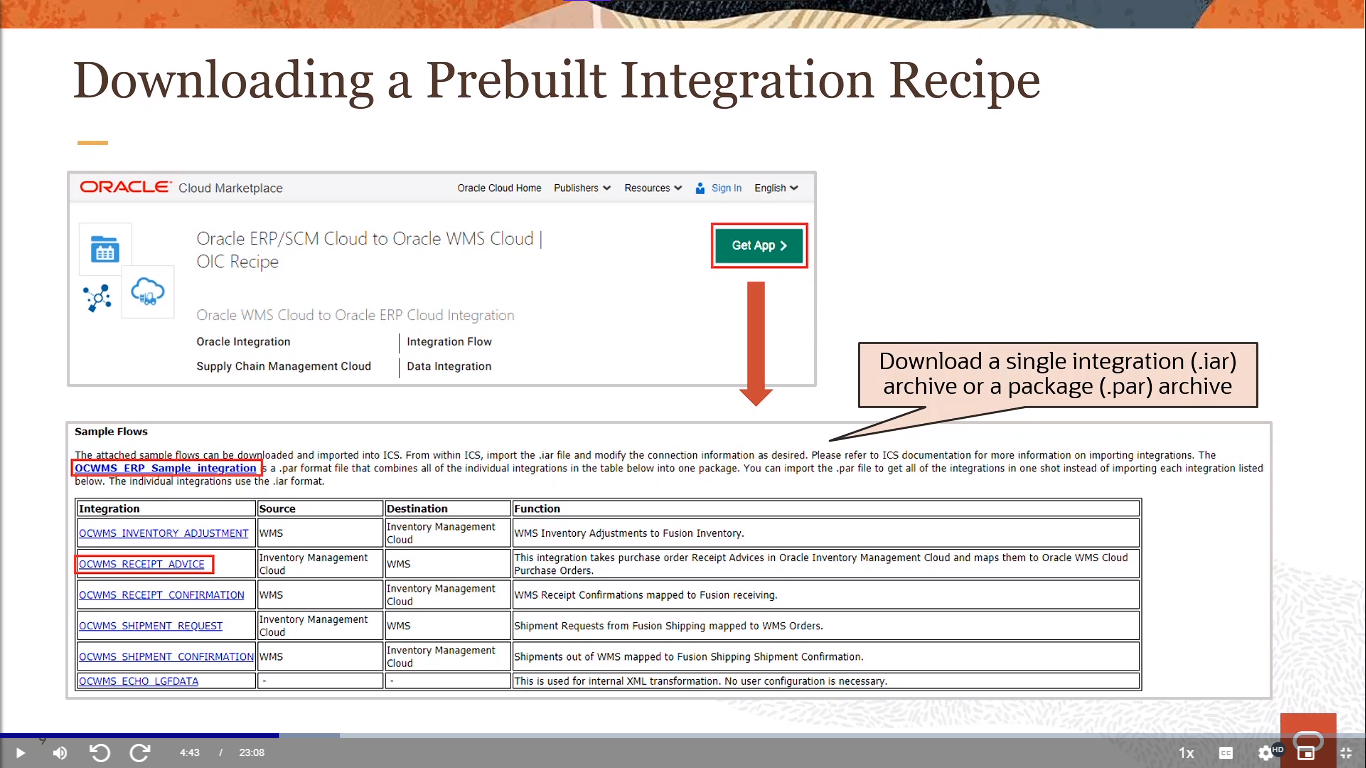 Downloading a Prebuilt Integration Recipe
ORACLE Cloud Marketplace Oracle Cloud Home Publishers Resources Sign In English
Oracle ERP/SCM Cloud to Oracle WMS Cloud |
OIC Recipe
Get App
Oracle WMS Cloud to Oracle ERP Cloud Integration
Oracle Integration Integration Flow
Supply Chain Management Cloud Data Integration
Download a single integration (.iar)
archive or a package (.par) archive
Sample Flows
The attached sample flows can be downloaded and imported into ICS. From within ICS, import the .iar file and modify the connection information as desired. Please refer to ICS documentation for more information on importing integrations. The
OCWMS_ERP_Sample_integration is a .par format file that combines all of the individual integrations in the table below into one package. You can import the .par file to get all of the integrations in one shot instead of importing each integration listed
below. The individual integrations use the .iar format.
Integration Source Destination Function
OCWMS_INVENTORY_ADJUSTMENT WMS Inventory Management Cloud WMS Inventory Adjustments to Fusion Inventory.
OCWMS_RECEIPT_ADVICE Inventory Management Cloud WMS This integration takes purchase order Receipt Advices in Oracle Inventory Management Cloud and maps them to Oracle WMS Cloud Purchase Orders.
OCWMS_RECEIPT_CONFIRMATION WMS Inventory Management Cloud WMS Receipt Confirmations mapped to Fusion receiving.
OCWMS_SHIPMENT_REQUEST Inventory Management Cloud WMS Shipment Requests from Fusion Shipping mapped to WMS Orders.
OCWMS_SHIPMENT_CONFIRMATION WMS Inventory Management Cloud Shipments out of WMS mapped to Fusion Shipping Shipment Confirmation.
OCWMS_ECHO_LGFDATA - - This is used for internal XML transformation. No user configuration is necessary.
9
4:43 / 23:08 1x CC HD